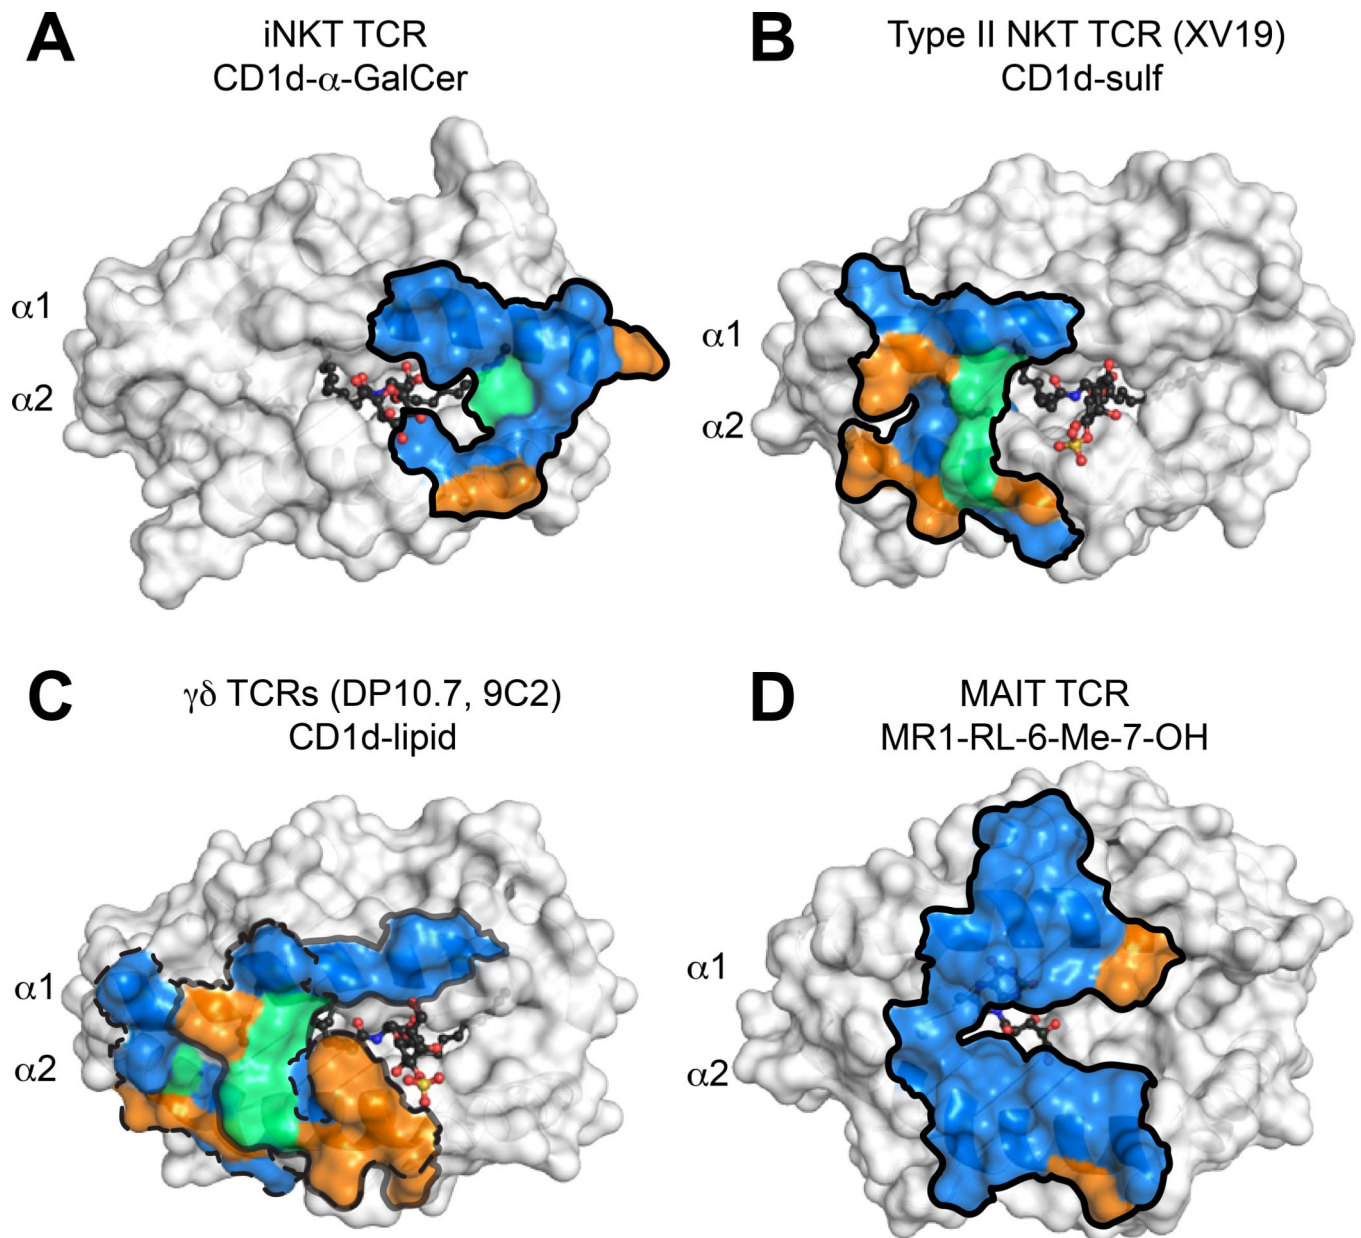 A
iNKT TCR
CD1d-α-GalCer
α1
α2
B
Type II NKT TCR (XV19)
CD1d-sulf
α1
α2
C
γδ TCRs (DP10.7, 9C2)
CD1d-lipid
α1
α2
D
MAIT TCR
MR1-RL-6-Me-7-OH
α1
α2